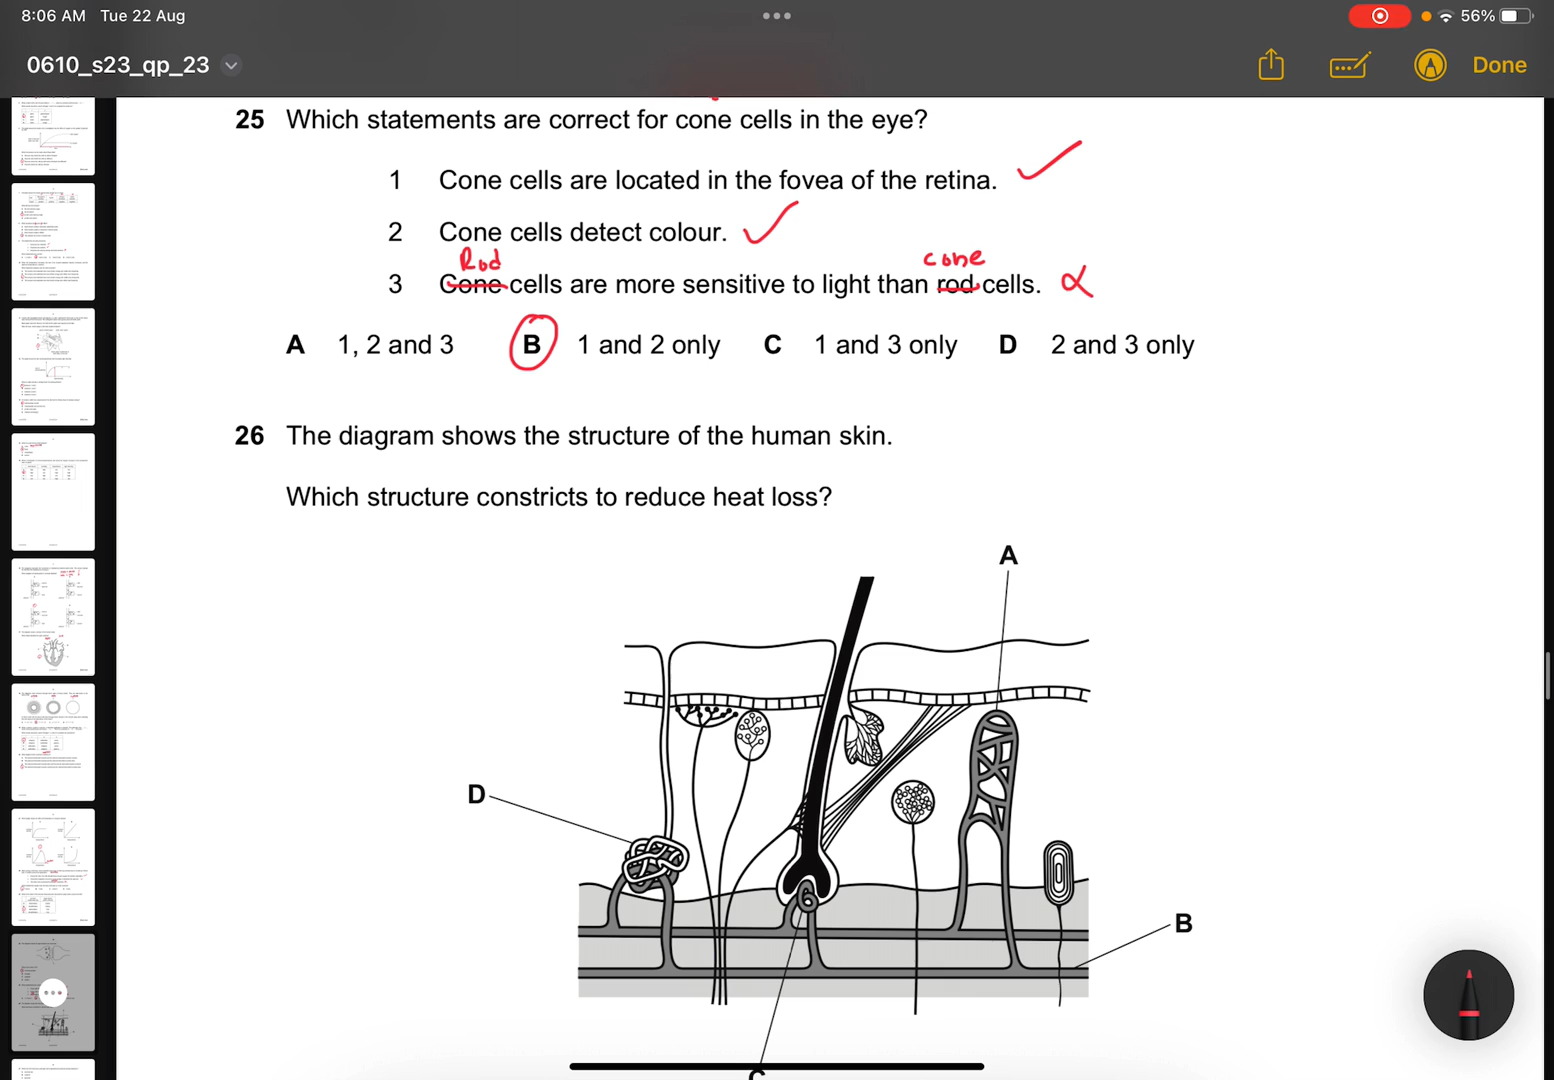 8:06 AM Tue 22 Aug
56%
0610_s23_qp_23
Done
25 Which statements are correct for cone cells in the eye?
1 Cone cells are located in the fovea of the retina.
2 Cone cells detect colour.
Rod cone
3 Cone cells are more sensitive to light than rod cells.
A 1, 2 and 3 B 1 and 2 only C 1 and 3 only D 2 and 3 only
26 The diagram shows the structure of the human skin.
Which structure constricts to reduce heat loss?
A
D
B
C